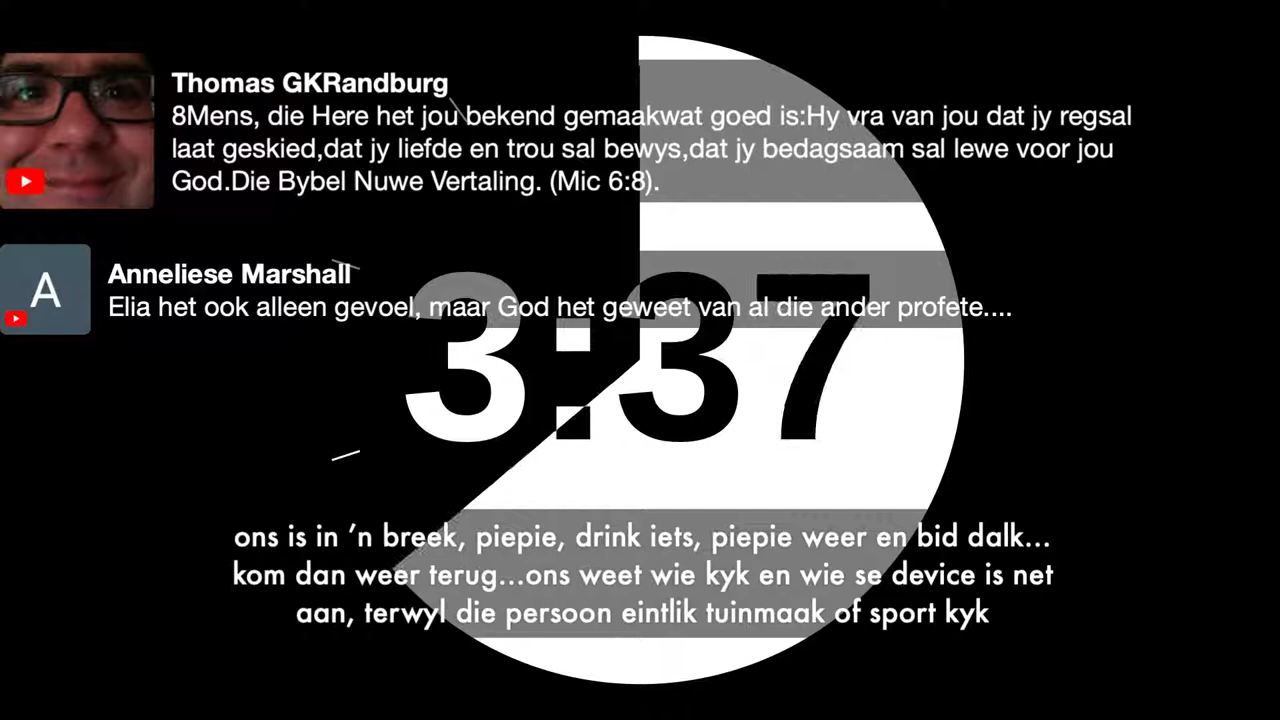 Thomas GKRandburg
8Mens, die Here het jou bekend gemaakwat goed is:Hy vra van jou dat jy regsal
laat geskied,dat jy liefde en trou sal bewys,dat jy bedagsaam sal lewe voor jou
God.Die Bybel Nuwe Vertaling. (Mic 6:8).
A
Anneliese Marshall
Elia het ook alleen gevoel, maar God het geweet van al die ander profete....
3:37
ons is in ’n breek, piepie, drink iets, piepie weer en bid dalk...
kom dan weer terug...ons weet wie kyk en wie se device is net
aan, terwyl die persoon eintlik tuinmaak of sport kyk